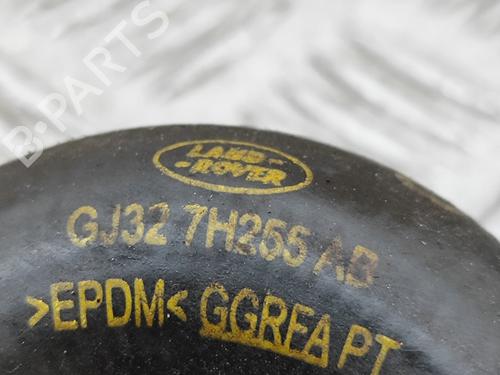 B-PARTS
LAND-
-ROVER
GJ32 7H255 AB
>EPDM< GGREA PT